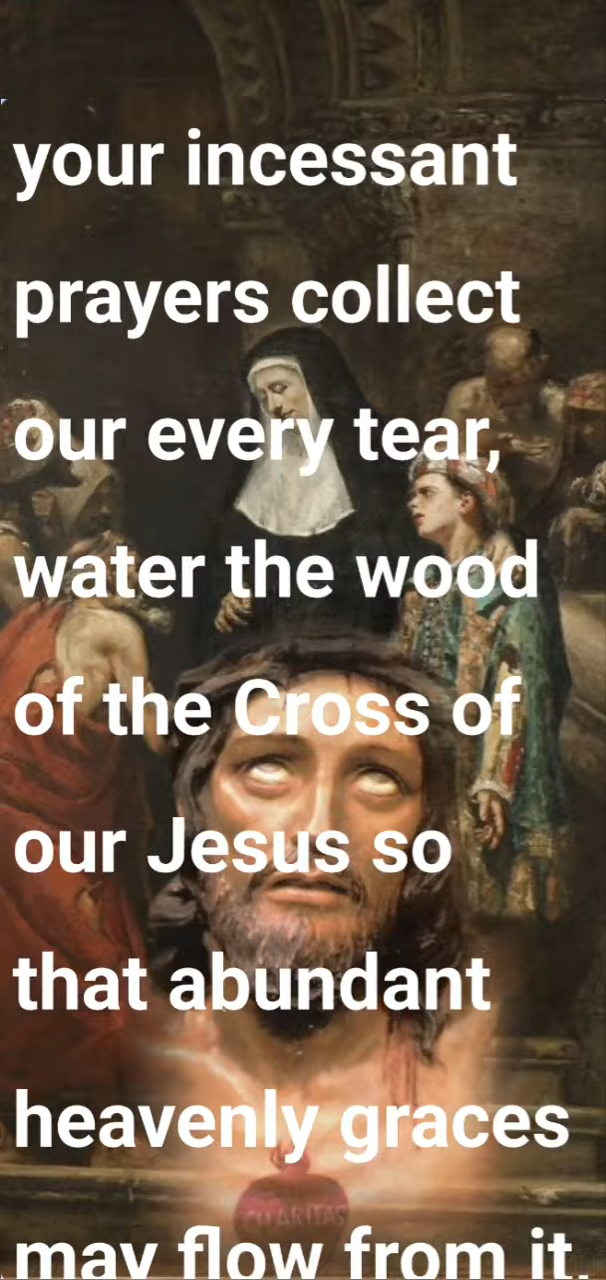 your incessant
prayers collect
our every tear,
water the wood
of the Cross of
our Jesus so
that abundant
heavenly graces
may flow from it.
CHARITAS